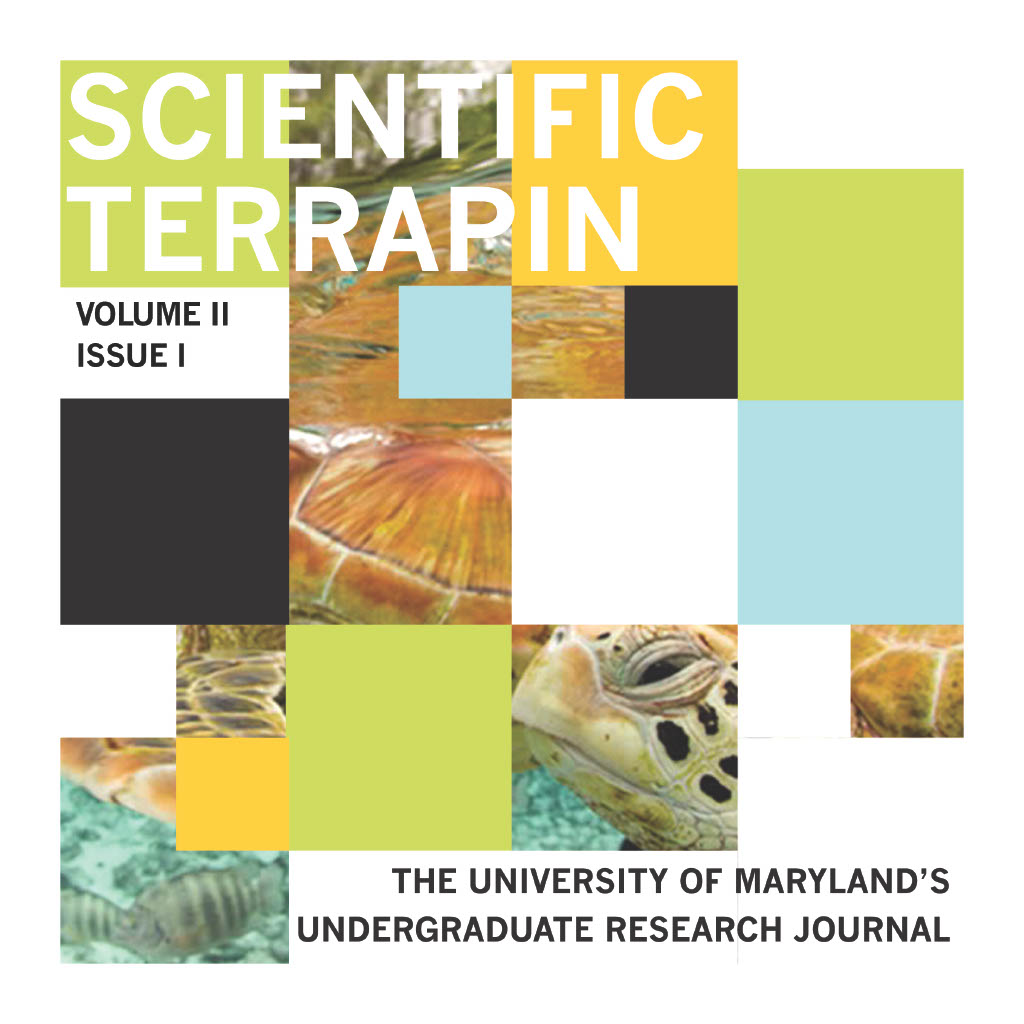 SCIENTIFIC
TERRAPIN
VOLUME II
ISSUE I
THE UNIVERSITY OF MARYLAND'S
UNDERGRADUATE RESEARCH JOURNAL